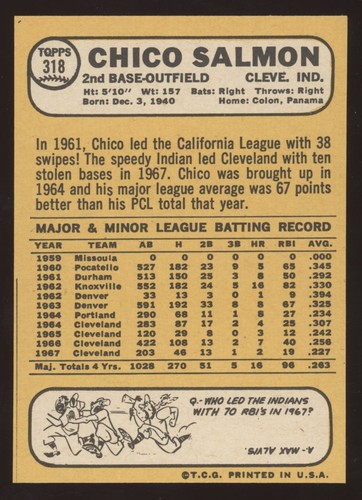 TOPPS
318
CHICO SALMON
2nd BASE-OUTFIELD CLEVE. IND.
Ht: 5'10" Wt: 157 Bats: Right Throws: Right
Born: Dec. 3, 1940 Home: Colon, Panama
In 1961, Chico led the California League with 38
swipes! The speedy Indian led Cleveland with ten
stolen bases in 1967. Chico was brought up in
1964 and his major league average was 67 points
better than his PCL total that year.
MAJOR & MINOR LEAGUE BATTING RECORD
YEAR TEAM AB H 2B 3B HR RBI AVG.
1959 Missoula 0 0 0 0 0 0 .000
1960 Pocatello 527 182 23 9 5 65 .345
1961 Durham 513 150 25 3 8 50 .292
1962 Knoxville 552 182 24 5 16 82 .330
1962 Denver 33 13 3 0 1 9 .394
1963 Denver 591 192 33 8 8 67 .325
1964 Portland 290 68 11 1 8 27 .234
1964 Cleveland 283 87 17 2 4 25 .307
1965 Cleveland 120 29 8 0 3 12 .242
1966 Cleveland 422 108 13 2 7 40 .256
1967 Cleveland 203 46 13 1 2 19 .227
Maj. Totals 4 Yrs. 1028 270 51 5 16 96 .263
Q.-WHO LED THE INDIANS
WITH 70 RBI'S IN 1967?
A-MAX ALVIS.
©T.C.G. PRINTED IN U.S.A.